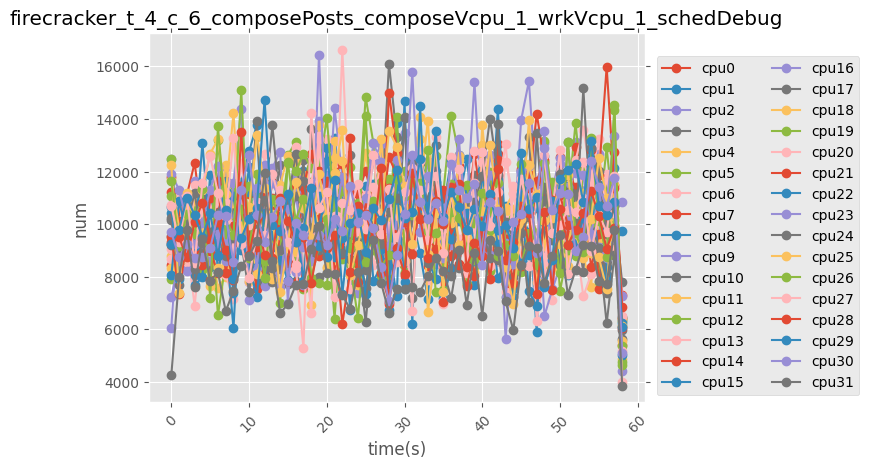 firecracker_t_4_c_6_composePosts_composeVcpu_1_wrkVcpu_1_schedDebug
16000
14000
12000
10000
8000
6000
4000
num
0
10
20
30
40
50
60
time(s)
cpu0
cpu1
cpu2
cpu3
cpu4
cpu5
cpu6
cpu7
cpu8
cpu9
cpu10
cpu11
cpu12
cpu13
cpu14
cpu15
cpu16
cpu17
cpu18
cpu19
cpu20
cpu21
cpu22
cpu23
cpu24
cpu25
cpu26
cpu27
cpu28
cpu29
cpu30
cpu31